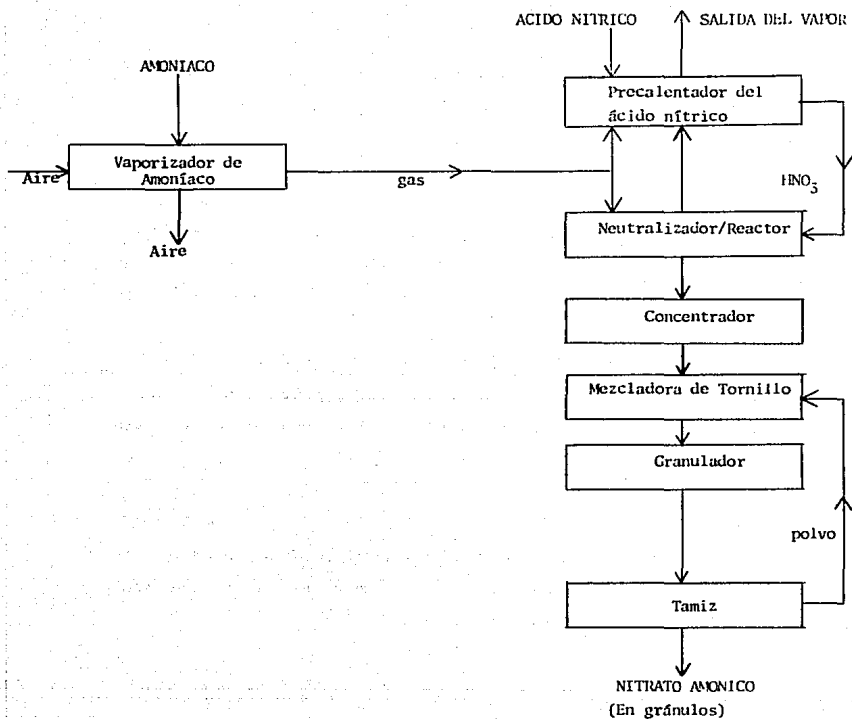 ACIDO NITRICO
SALIDA DEL VAPOR
AMONIACO
Precalentador del
ácido nítrico
Vaporizador de
Amoníaco
Aire
gas
HNO3
Aire
Neutralizador/Reactor
Concentrador
Mezcladora de Tornillo
Granulador
polvo
Tamiz
NITRATO AMONICO
(En gránulos)